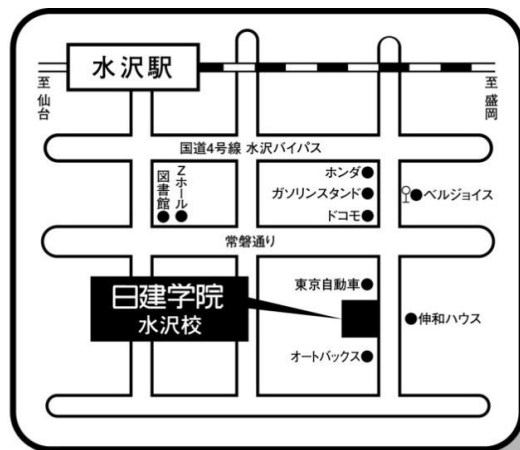 水沢駅
至仙台
至盛岡
国道4号線 水沢バイパス
図書館
Zホール
ホンダ
ガソリンスタンド
ドコモ
ベルジョイス
常磐通り
日建学院
水沢校
東京自動車
伸和ハウス
オートバックス